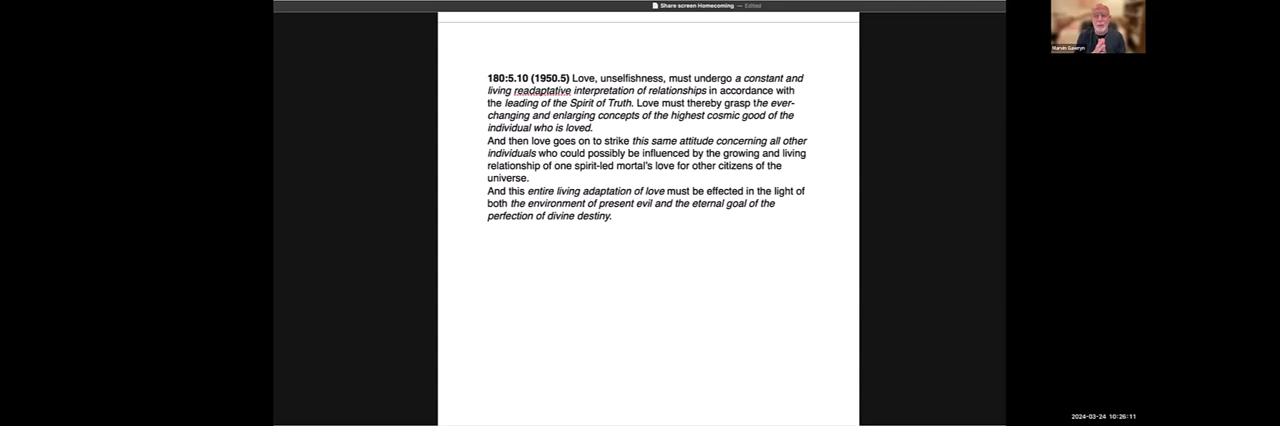 Share screen Homecoming — Edited
180:5.10 (1950.5) Love, unselfishness, must undergo a constant and
living readaptative interpretation of relationships in accordance with
the leading of the Spirit of Truth. Love must thereby grasp the ever-
changing and enlarging concepts of the highest cosmic good of the
individual who is loved.
And then love goes on to strike this same attitude concerning all other
individuals who could possibly be influenced by the growing and living
relationship of one spirit-led mortal's love for other citizens of the
universe.
And this entire living adaptation of love must be effected in the light of
both the environment of present evil and the eternal goal of the
perfection of divine destiny.
Marvin Gawryn
2024-03-24 10:26:11